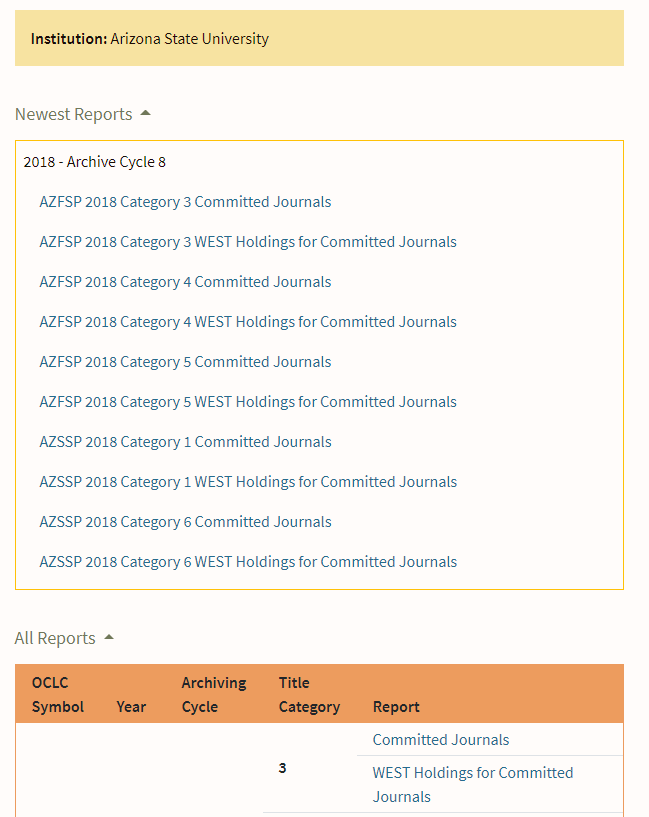 Institution: Arizona State University
Newest Reports
2018 - Archive Cycle 8
AZFSP 2018 Category 3 Committed Journals
AZFSP 2018 Category 3 WEST Holdings for Committed Journals
AZFSP 2018 Category 4 Committed Journals
AZFSP 2018 Category 4 WEST Holdings for Committed Journals
AZFSP 2018 Category 5 Committed Journals
AZFSP 2018 Category 5 WEST Holdings for Committed Journals
AZSSP 2018 Category 1 Committed Journals
AZSSP 2018 Category 1 WEST Holdings for Committed Journals
AZSSP 2018 Category 6 Committed Journals
AZSSP 2018 Category 6 WEST Holdings for Committed Journals
All Reports
OCLC Symbol
Year
Archiving Cycle
Title Category
Report
3
Committed Journals
WEST Holdings for Committed
Journals